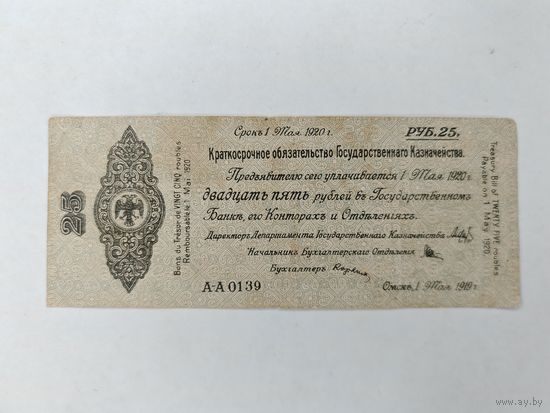 Срокъ 1 Мая 1920 г.
РУБ. 25.
Краткосрочное обязательство Государственнаго Казначейства.
Предъявителю сего уплачивается 1 Мая 1920 г.
двадцать пять рублей въ Государственномъ
Банкѣ, его Конторахъ и Отдѣленіяхъ.
Директоръ Департамента Государственнаго Казначейства
Начальникъ Бухгалтерскаго Отдѣленія
Бухгалтеръ
А-А 0139
Омскъ, 1 Мая 1919 г.
25
Bons du Trésor de VINGT CINQ roubles
Remboursable 1 Mai 1920
Treasury Bill of TWENTY FIVE roubles
Payable on 1 May 1920
www.ay.by